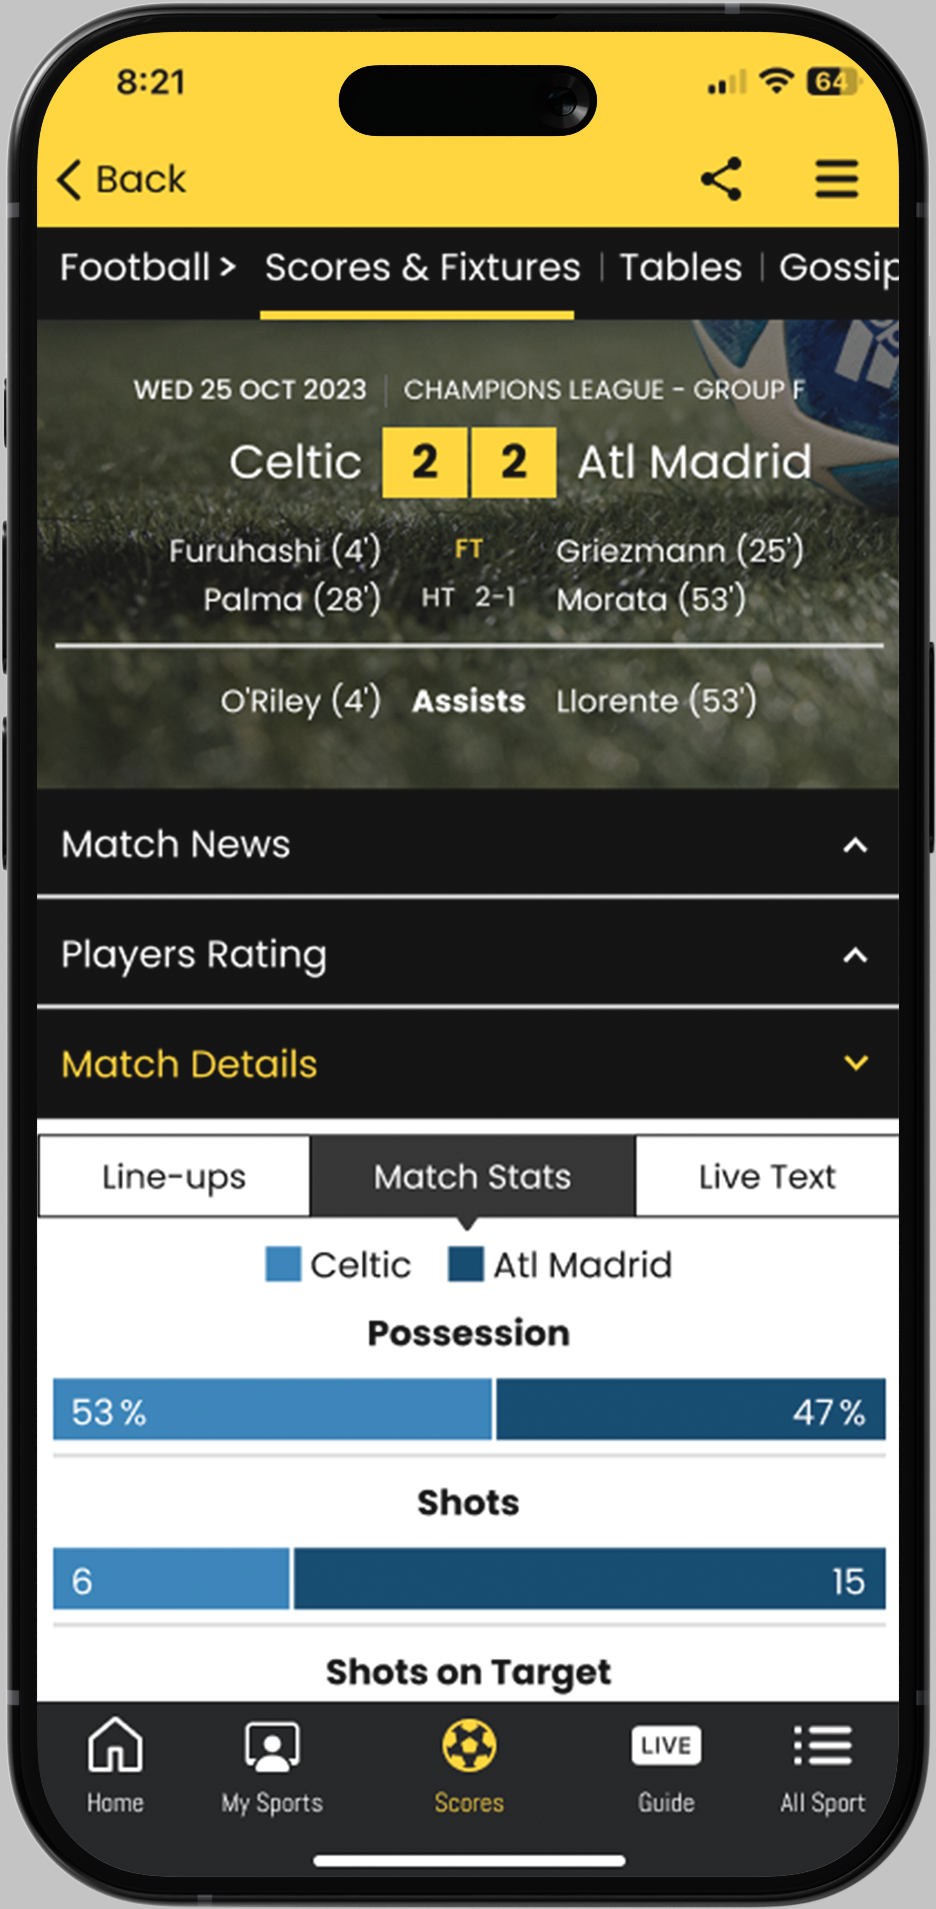 8:21 64
Back
Football > Scores & Fixtures | Tables | Gossip
WED 25 OCT 2023 | CHAMPIONS LEAGUE - GROUP F
Celtic 2 2 Atl Madrid
Furuhashi (4') FT Griezmann (25')
Palma (28') HT 2-1 Morata (53')
O'Riley (4') Assists Llorente (53')
Match News
Players Rating
Match Details
Line-ups Match Stats Live Text
Celtic Atl Madrid
Possession
53 % 47 %
Shots
6 15
Shots on Target
LIVE
Home My Sports Scores Guide All Sport